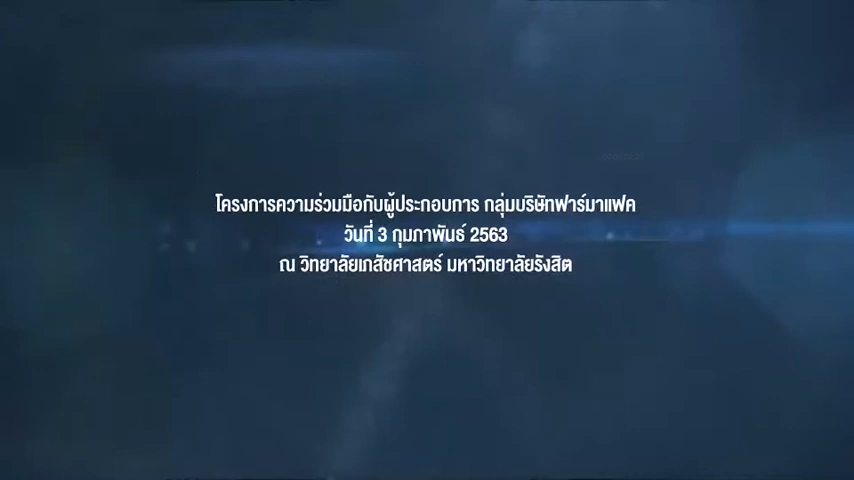 โครงการความร่วมมือกับผู้ประกอบการ กลุ่มบริษัทฟาร์มาแฟค
วันที่ 3 กุมภาพันธ์ 2563
ณ วิทยาลัยเภสัชศาสตร์ มหาวิทยาลัยรังสิต